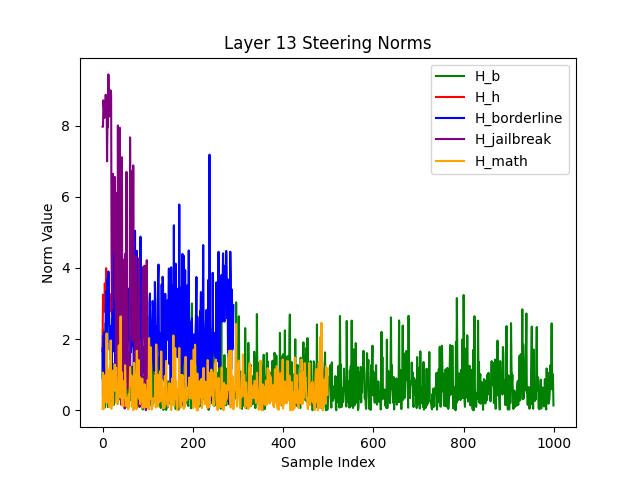 Layer 13 Steering Norms
H_b
H_h
H_borderline
H_jailbreak
H_math
Norm Value
8
6
4
2
0
0 200 400 600 800 1000
Sample Index